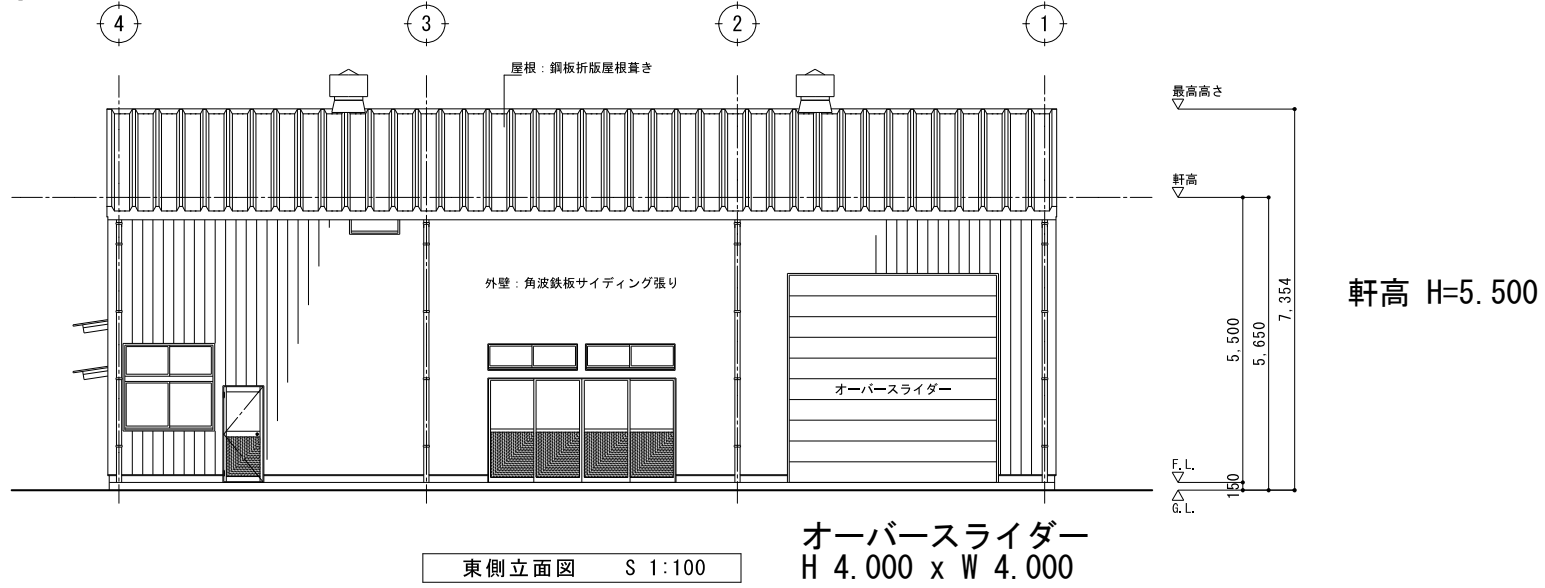 4
3
2
1
屋根：鋼板折版屋根葺き
最高高さ
軒高
外壁：角波鉄板サイディング張り
7,354
5,500
5,650
軒高 H=5.500
オーバースライダー
F.L.
150
G.L.
オーバースライダー
H 4.000 x W 4.000
東側立面図 S 1:100